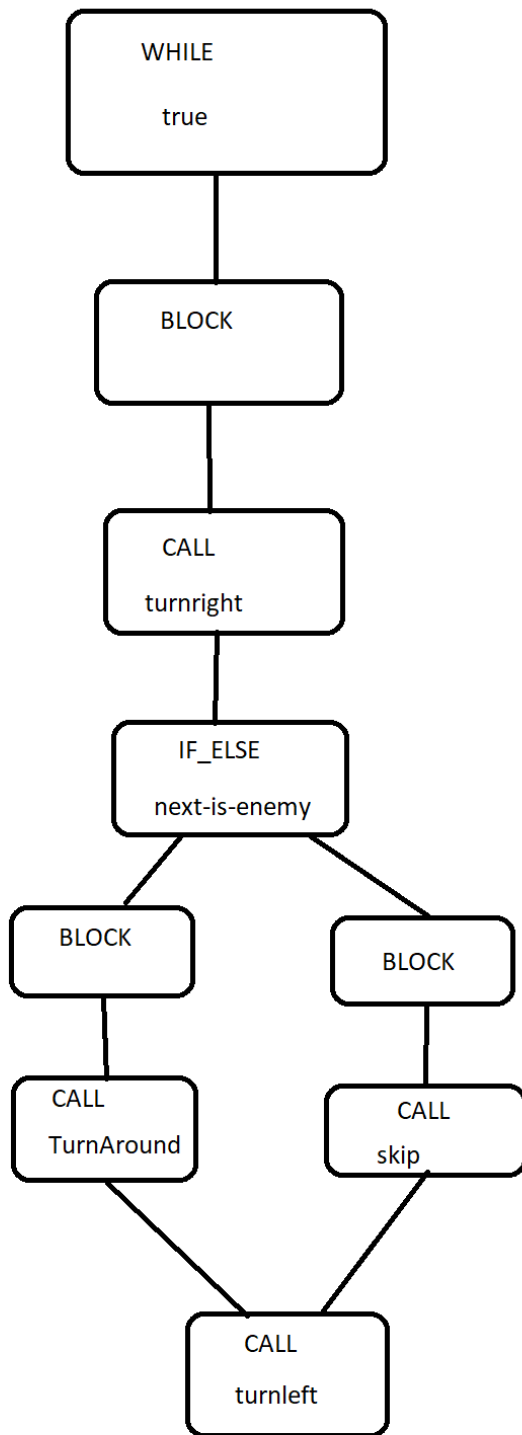 WHILE
true
BLOCK
CALL
turnright
IF_ELSE
next-is-enemy
BLOCK
BLOCK
CALL
TurnAround
CALL
skip
CALL
turnleft